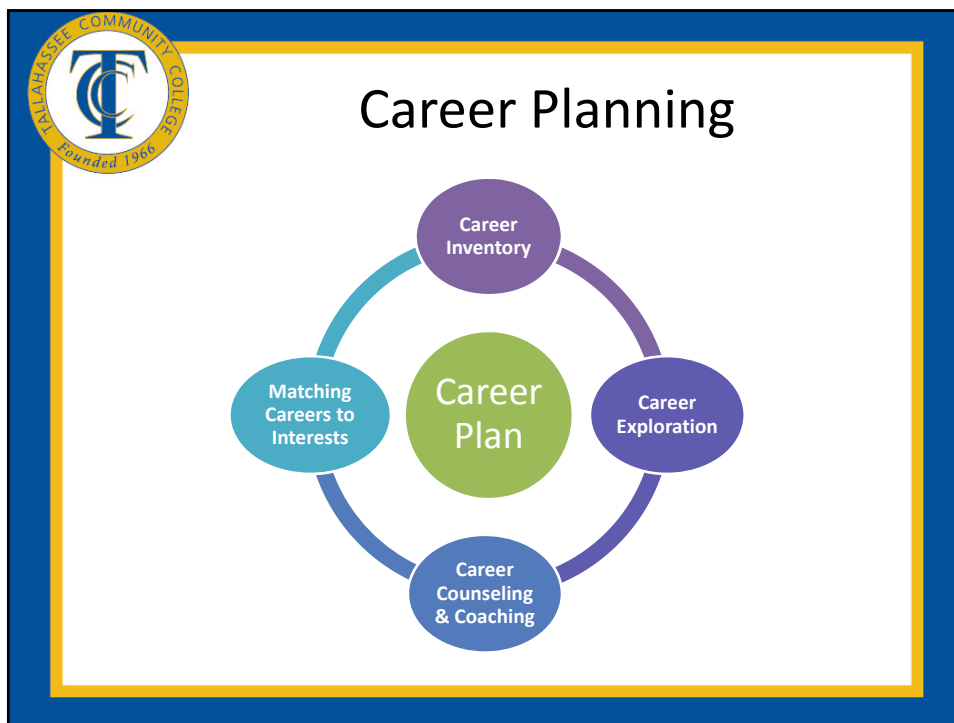 TALLAHASSEE COMMUNITY COLLEGE
TCC
Founded 1966
Career Planning
Career
Inventory
Matching
Careers to
Interests
Career
Plan
Career
Exploration
Career
Counseling
& Coaching